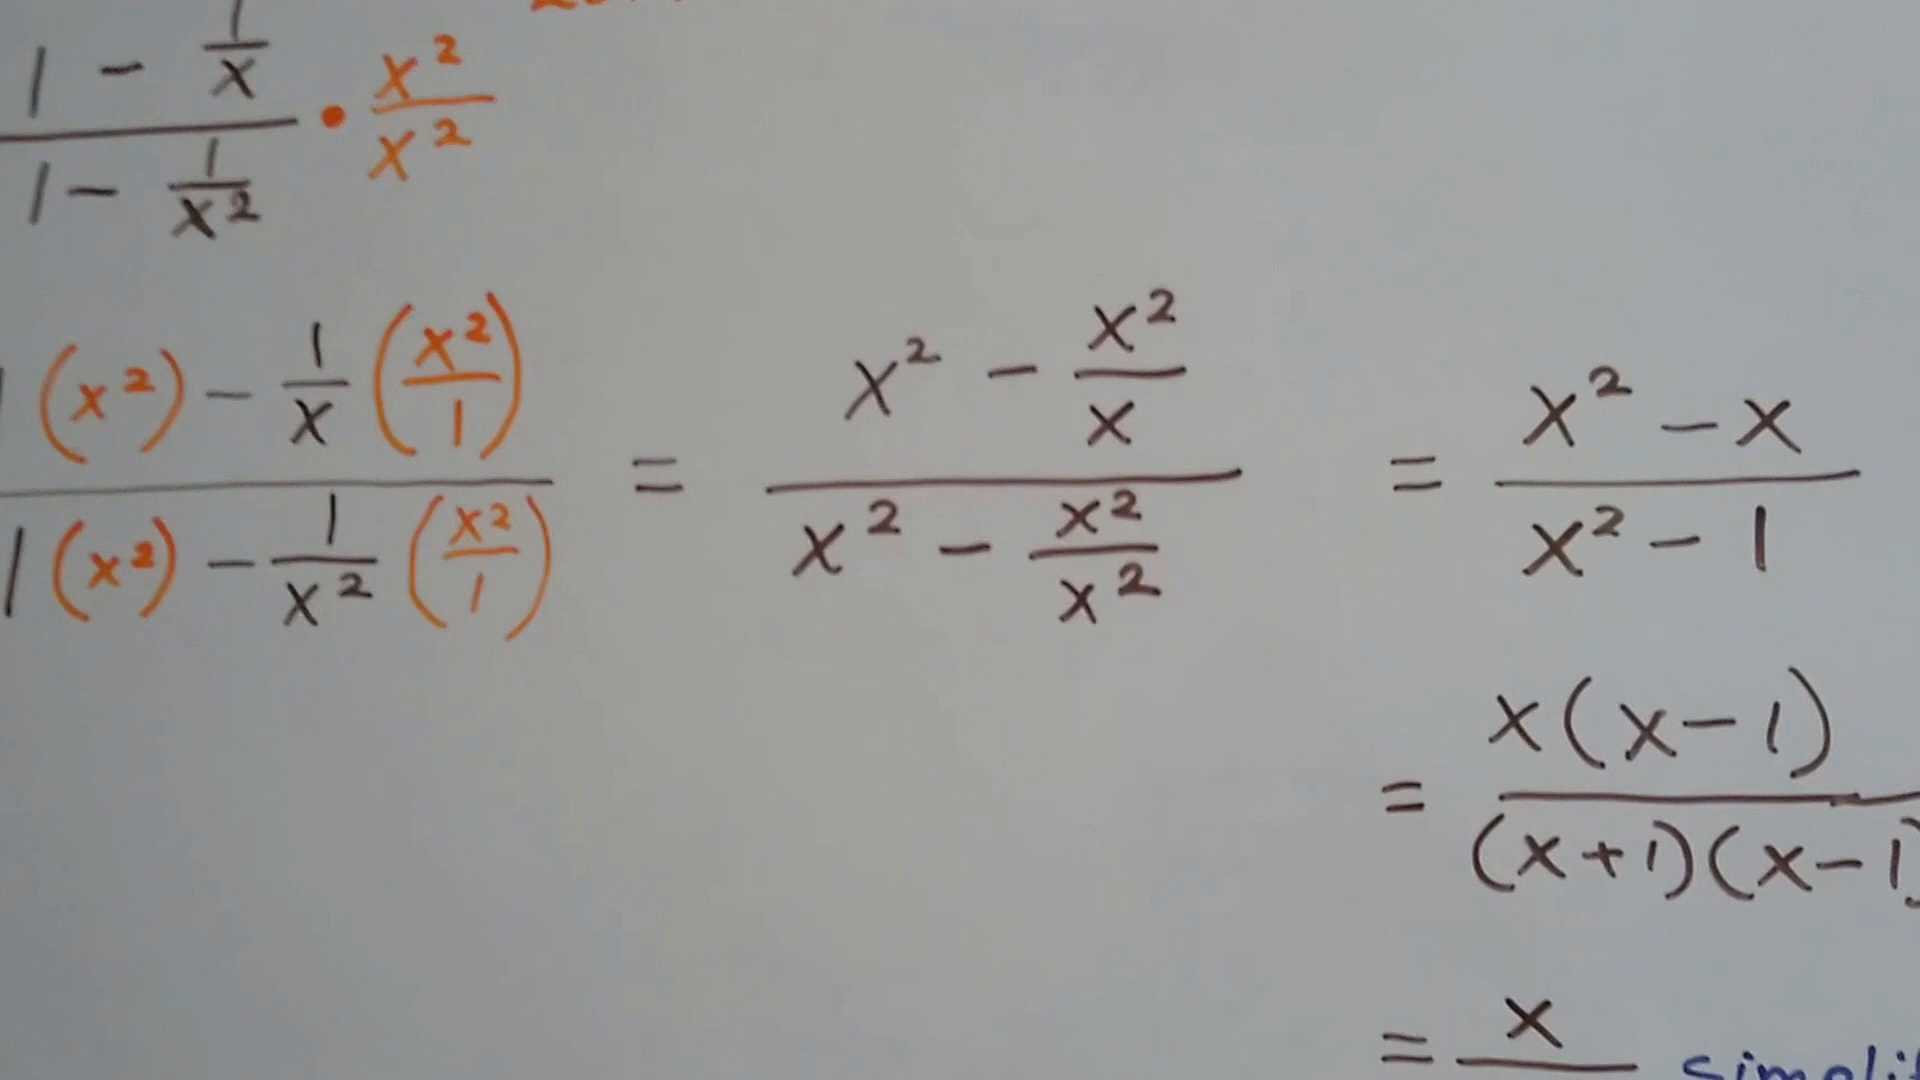 (1 - 1/x)/(1 - 1/x²) · x²/x²
(1(x²) - 1/x (x²/1))/(1(x²) - 1/x² (x²/1)) = (x² - x²/x)/(x² - x²/x²) = (x² - x)/(x² - 1)
= x(x-1)/(x+1)(x-1)
= x